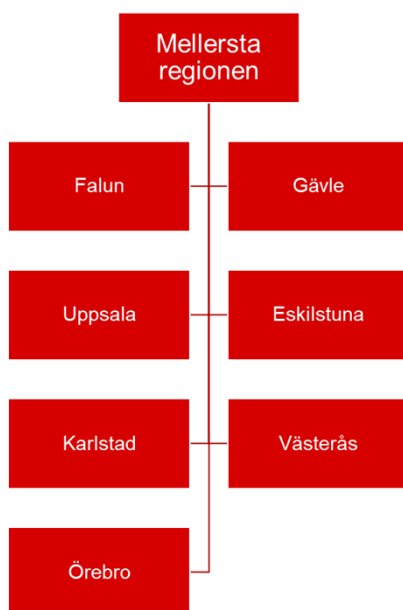 Mellersta
regionen
Falun
Gävle
Uppsala
Eskilstuna
Karlstad
Västerås
Örebro